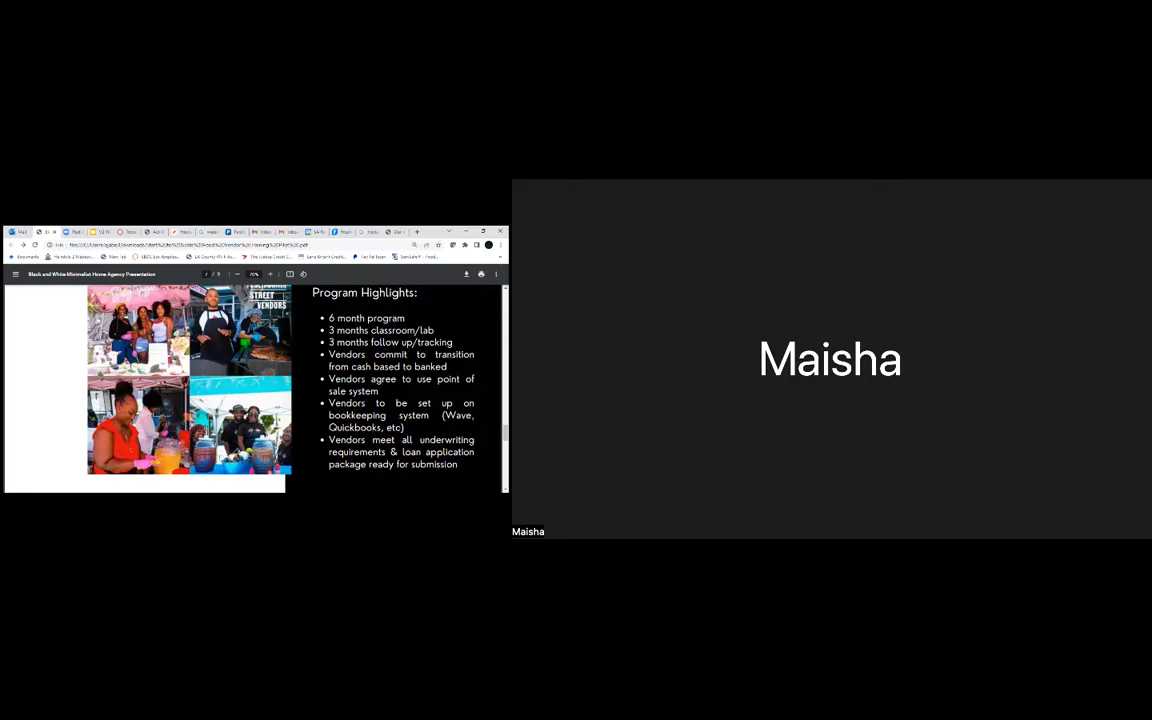 Black and White Minimalist Home Agency Presentation
7 / 9
70%
STREET
VENDORS
Program Highlights:
• 6 month program
• 3 months classroom/lab
• 3 months follow up/tracking
• Vendors commit to transition
from cash based to banked
• Vendors agree to use point of
sale system
• Vendors to be set up on
bookkeeping system (Wave,
Quickbooks, etc)
• Vendors meet all underwriting
requirements & loan application
package ready for submission
Maisha
Maisha